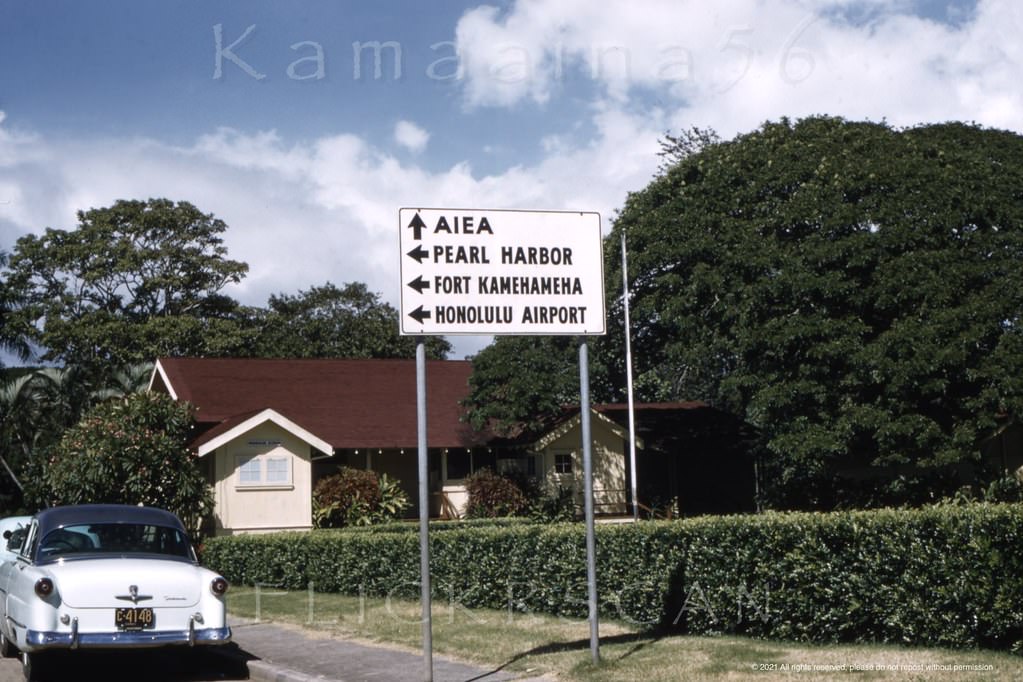 Kamaaina56
↑ AIEA
← PEARL HARBOR
← FORT KAMEHAMEHA
← HONOLULU AIRPORT
C·4148
FLICKR SCAN
© 2021 All rights reserved, please do not repost without permission